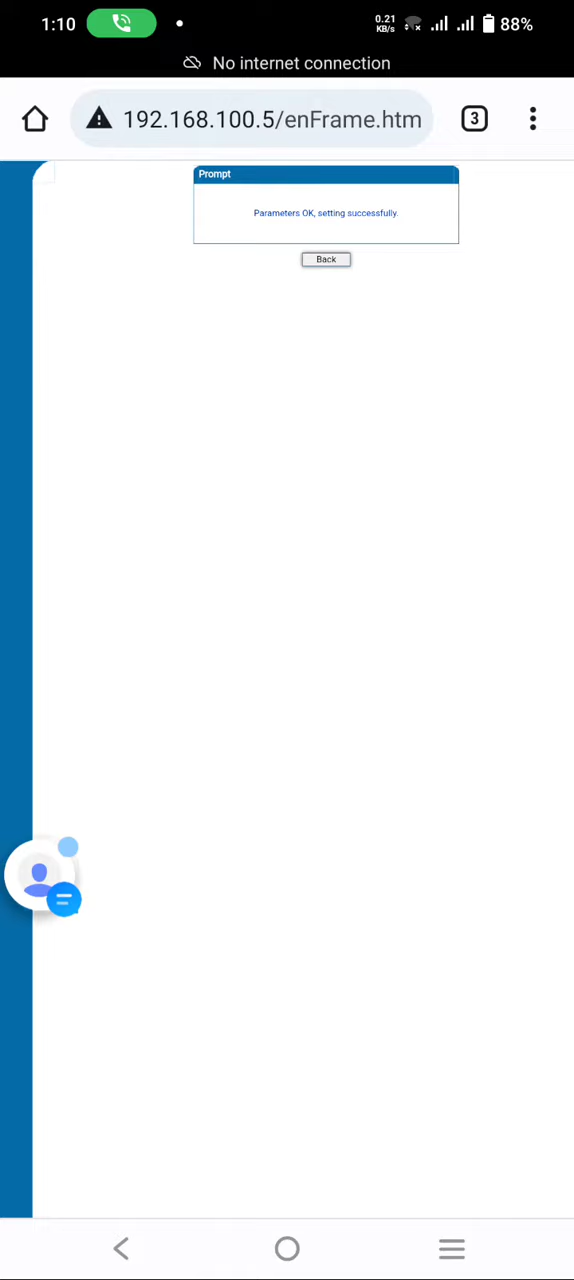 1:10
0.21
KB/s
88%
No internet connection
192.168.100.5/enFrame.htm
3
Prompt
Parameters OK, setting successfully.
Back